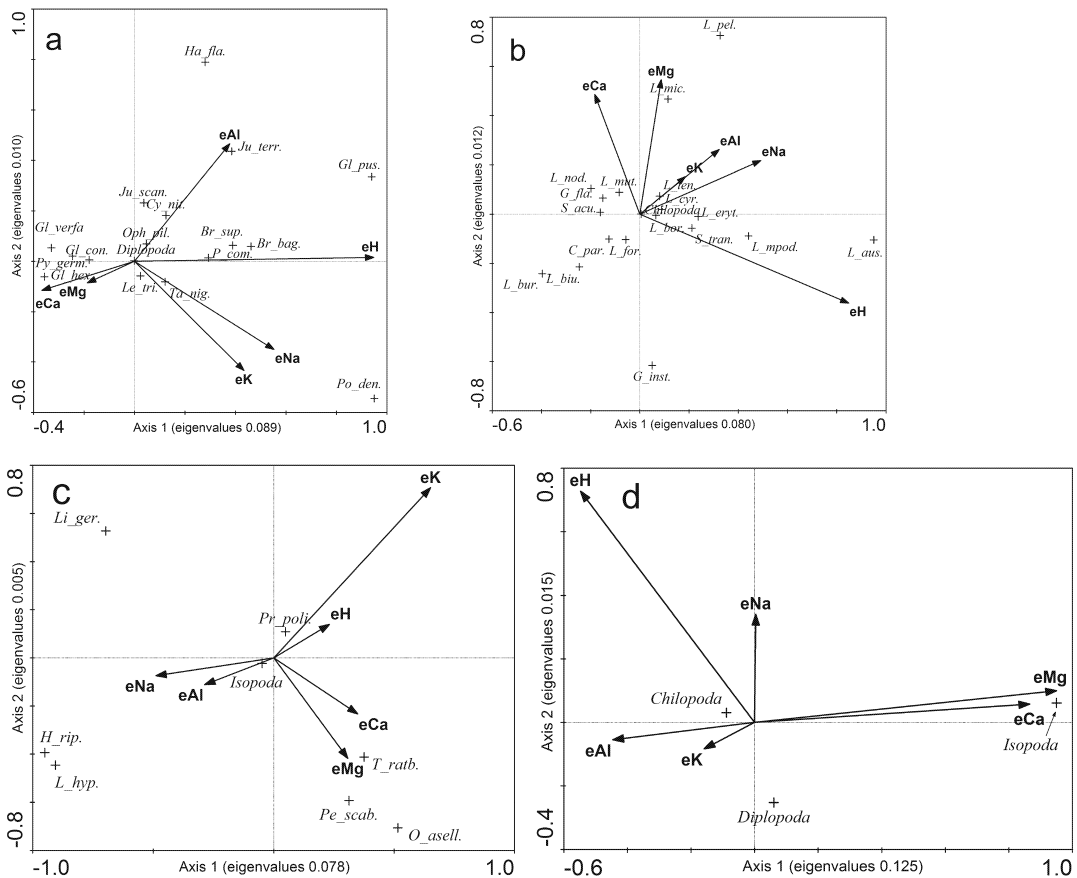 a
1.0
Axis 2 (eigenvalues 0.010)
-0.6
Ha_fla.
eAl
Ju_terr.
Gl_pus.
Ju_scan.
Cy_nit.
Gl_verfa
Oph_pil.
Br_sup.
Br_bag.
eH
Gl_con.
Diplopoda
P_com.
Py_germ.
Gl_hex.
eMg
Le_tri.
Ta_nig.
eCa
eNa
eK
Po_den.
-0.4
Axis 1 (eigenvalues 0.089)
1.0
b
0.8
Axis 2 (eigenvalues 0.012)
-0.8
L_pel.
eMg
eCa
L_mic.
eAl
eNa
eK
L_nod.
L_mut.
L_ten.
G_fla.
L_cyr.
S_acu.
L_eryt.
L_bor.
S_tran.
C_par.
L_for.
L_mpod.
L_aus.
L_bur.
L_biu.
eH
G_inst.
-0.6
Axis 1 (eigenvalues 0.080)
1.0
c
0.8
Axis 2 (eigenvalues 0.005)
-0.8
eK
Li_ger.
Pr_poli.
eH
eNa
eAl
Isopoda
eCa
H_rip.
eMg
T_ratb.
L_hyp.
Pe_scab.
O_asell.
-1.0
Axis 1 (eigenvalues 0.078)
1.0
d
0.8
Axis 2 (eigenvalues 0.015)
-0.4
eH
eNa
eMg
Chilopoda
eCa
eAl
eK
Isopoda
Diplopoda
-0.6
Axis 1 (eigenvalues 0.125)
1.0